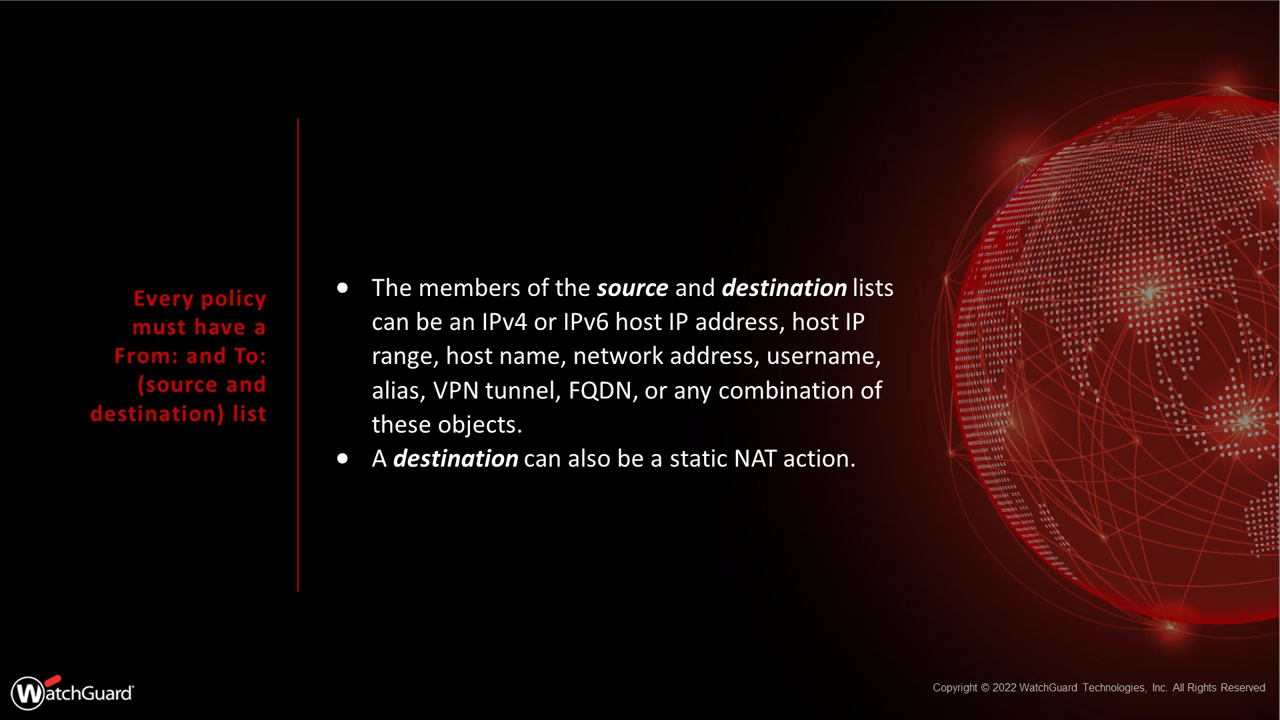 Every policy
must have a
From: and To:
(source and
destination) list
● The members of the source and destination lists
can be an IPv4 or IPv6 host IP address, host IP
range, host name, network address, username,
alias, VPN tunnel, FQDN, or any combination of
these objects.
● A destination can also be a static NAT action.
WatchGuard
Copyright © 2022 WatchGuard Technologies, Inc. All Rights Reserved